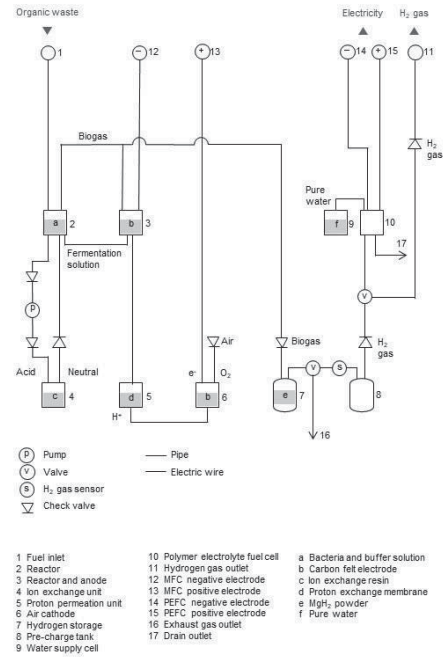 Organic waste
Electricity
H2 gas
1
−
12
+
13
−
14
+
15
11
Biogas
H2
gas
Pure
water
a
2
b
3
f
9
10
17
Fermentation
solution
P
V
Air
Biogas
H2
gas
Acid
Neutral
e-
O2
V
S
c
4
d
5
b
6
e
7
8
H+
16
P Pump
V Valve
S H2 gas sensor
Check valve
Pipe
Electric wire
1 Fuel inlet
2 Reactor
3 Reactor and anode
4 Ion exchange unit
5 Proton permeation unit
6 Air cathode
7 Hydrogen storage
8 Pre-charge tank
9 Water supply cell
10 Polymer electrolyte fuel cell
11 Hydrogen gas outlet
12 MFC negative electrode
13 MFC positive electrode
14 PEFC negative electrode
15 PEFC positive electrode
16 Exhaust gas outlet
17 Drain outlet
a Bacteria and buffer solution
b Carbon felt electrode
c Ion exchange resin
d Proton exchange membrane
e MgH2 powder
f Pure water